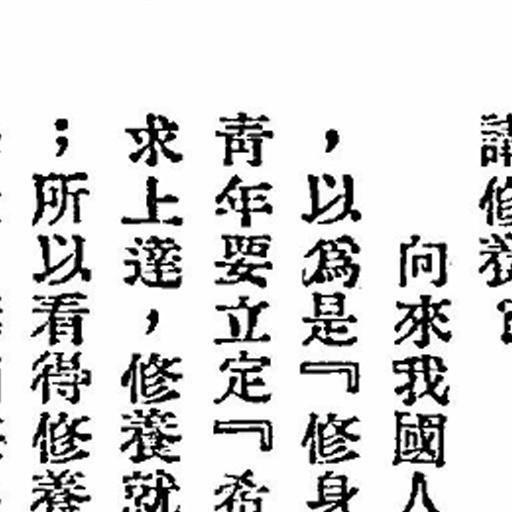 講修養。
向來我國人
，以爲是『修身
靑年要立定『希
求上達，修養就
；所以看得修養